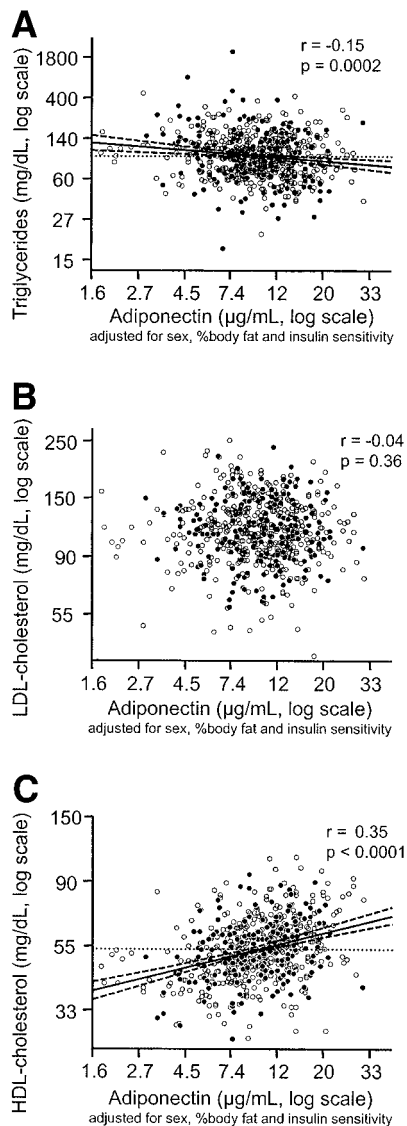 A
r = -0.15
p = 0.0002
Triglycerides (mg/dL, log scale)
1800
400
140
60
27
15
1.6 2.7 4.5 7.4 12 20 33
Adiponectin (µg/mL, log scale)
adjusted for sex, %body fat and insulin sensitivity
B
r = -0.04
p = 0.36
LDL-cholesterol (mg/dL, log scale)
250
150
90
55
1.6 2.7 4.5 7.4 12 20 33
Adiponectin (µg/mL, log scale)
adjusted for sex, %body fat and insulin sensitivity
C
r = 0.35
p < 0.0001
HDL-cholesterol (mg/dL, log scale)
150
90
55
33
1.6 2.7 4.5 7.4 12 20 33
Adiponectin (µg/mL, log scale)
adjusted for sex, %body fat and insulin sensitivity